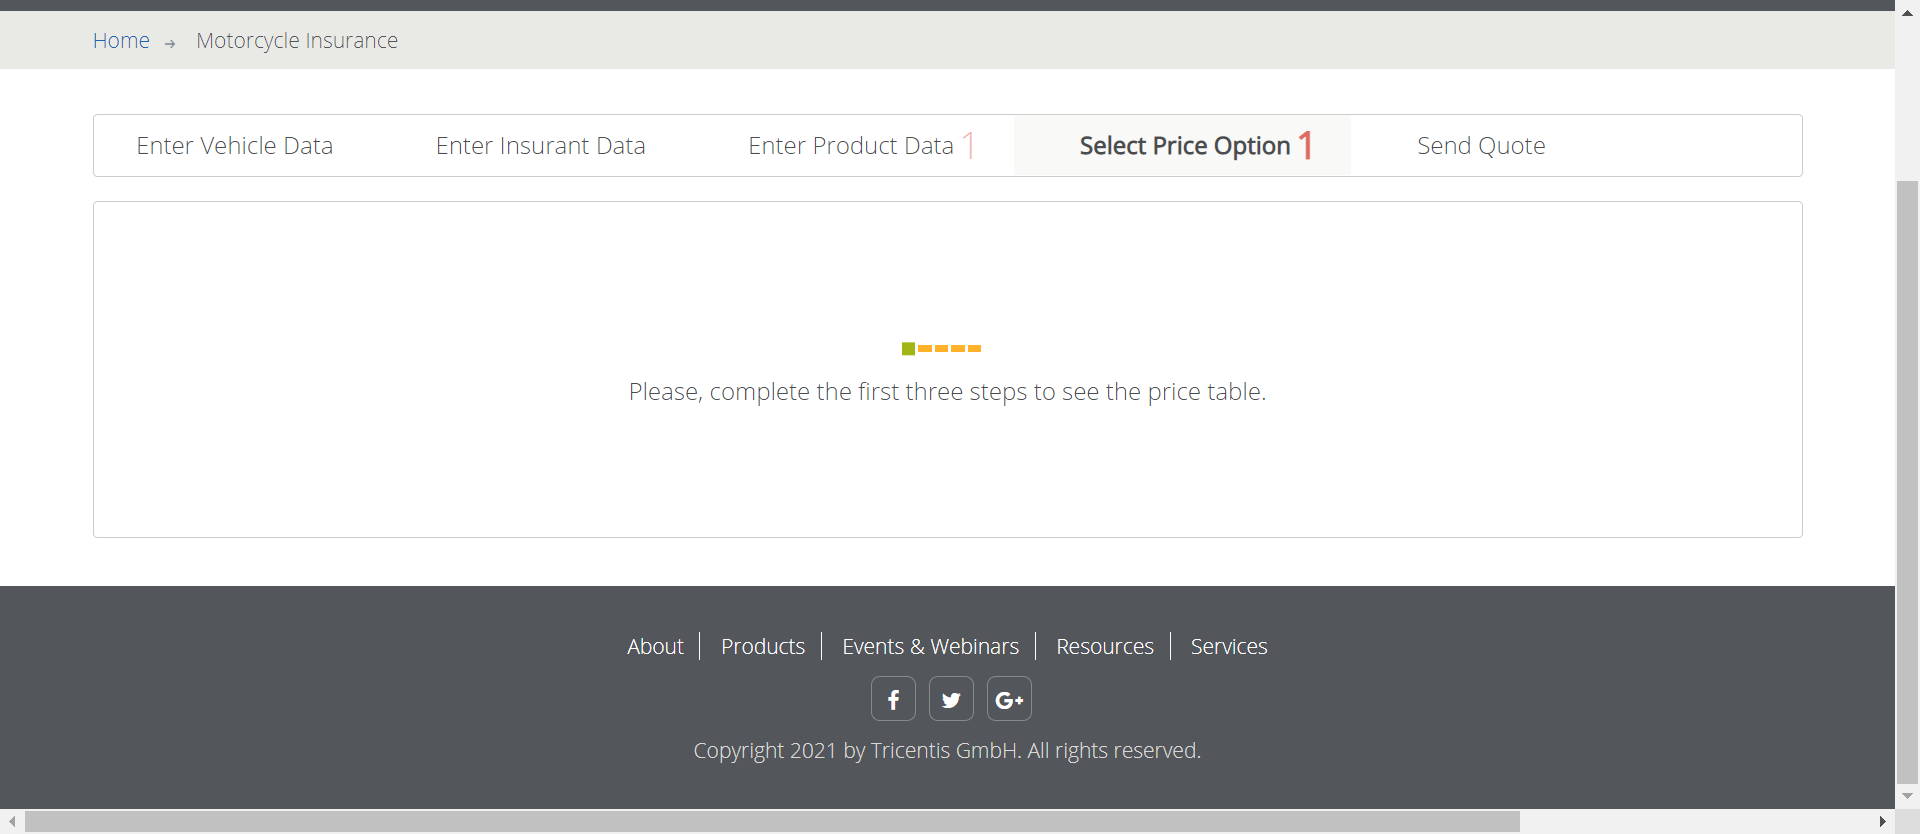 Home → Motorcycle Insurance
Enter Vehicle Data Enter Insurant Data Enter Product Data 1 Select Price Option 1 Send Quote
Please, complete the first three steps to see the price table.
About Products Events & Webinars Resources Services
Copyright 2021 by Tricentis GmbH. All rights reserved.